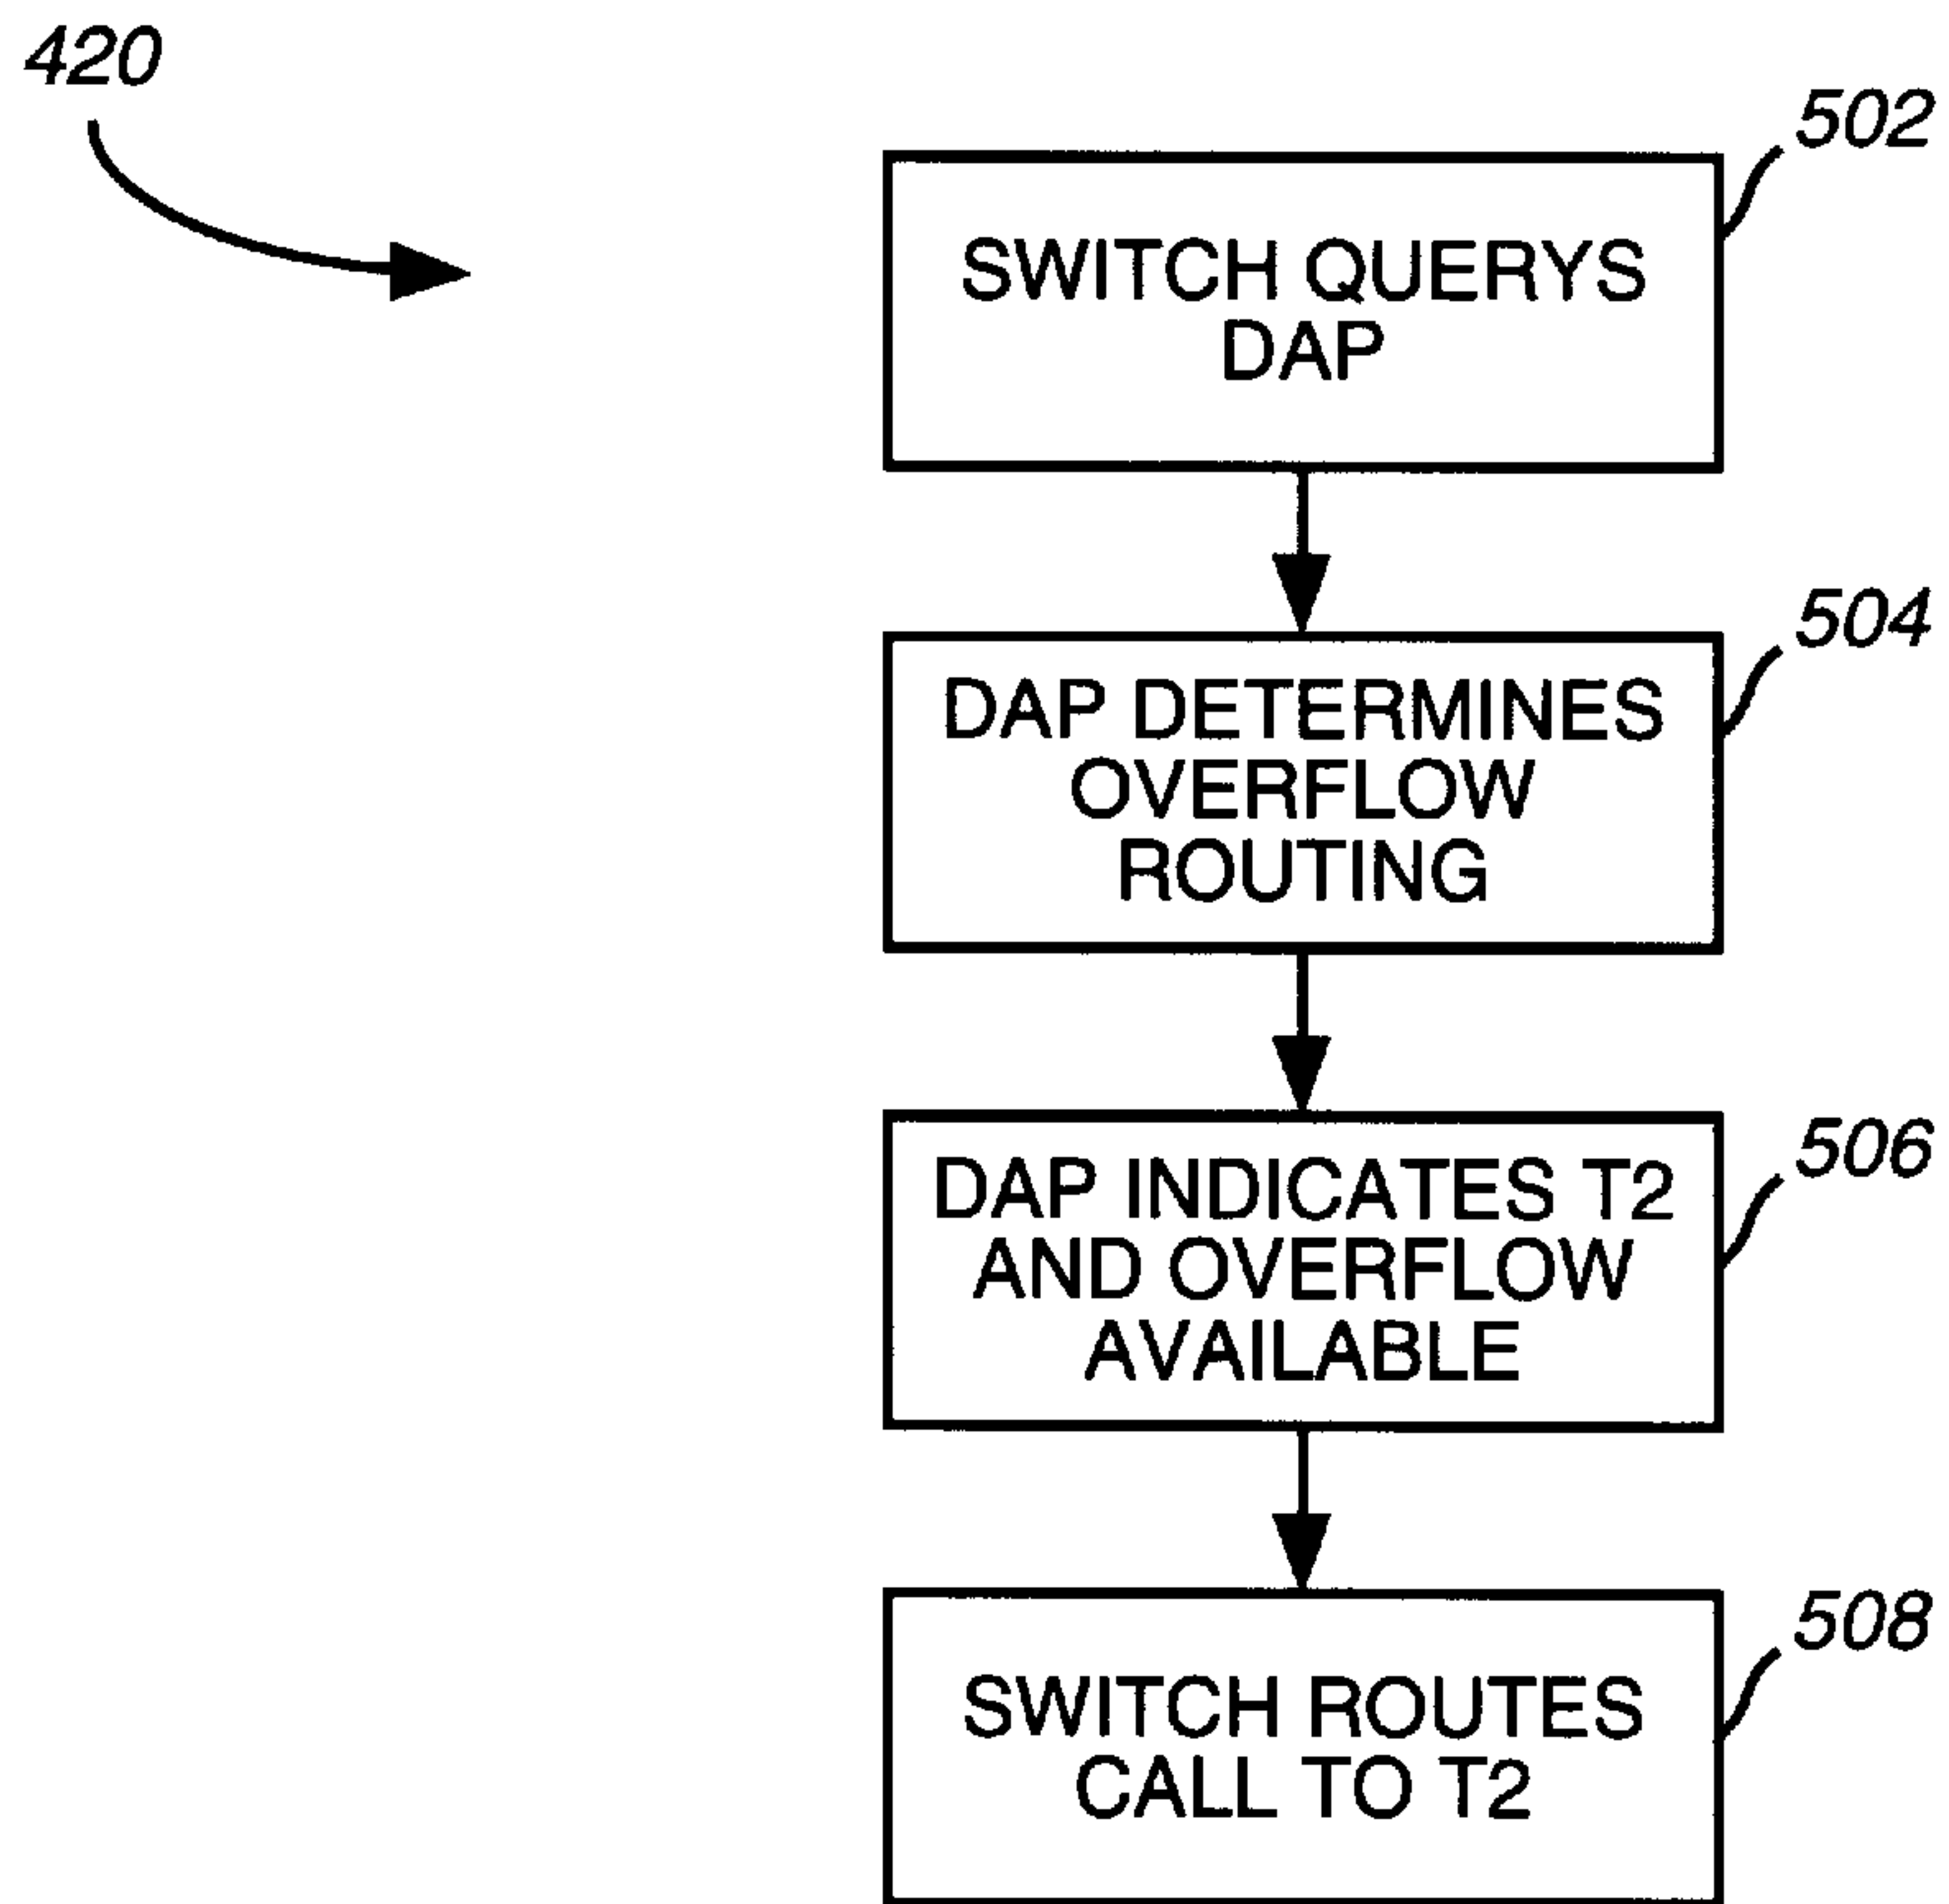 420
502
SWITCH QUERYS
DAP
504
DAP DETERMINES
OVERFLOW
ROUTING
506
DAP INDICATES T2
AND OVERFLOW
AVAILABLE
508
SWITCH ROUTES
CALL TO T2